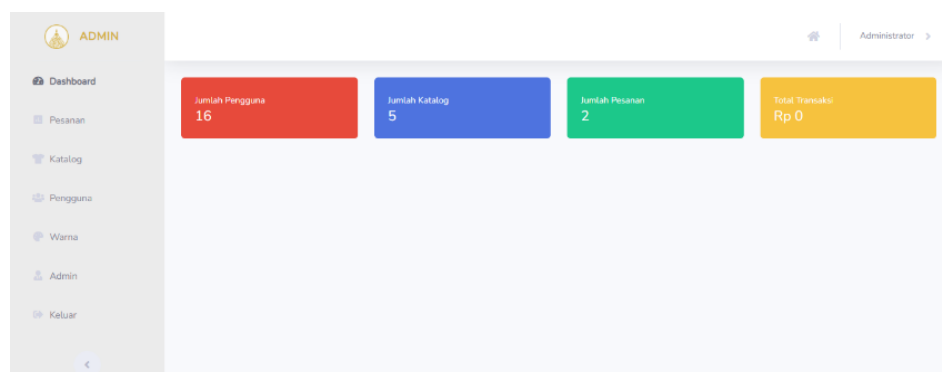 ADMIN
Administrator
Dashboard
Pesanan
Katalog
Pengguna
Warna
Admin
Keluar
Jumlah Pengguna
16
Jumlah Katalog
5
Jumlah Pesanan
2
Total Transaksi
Rp 0